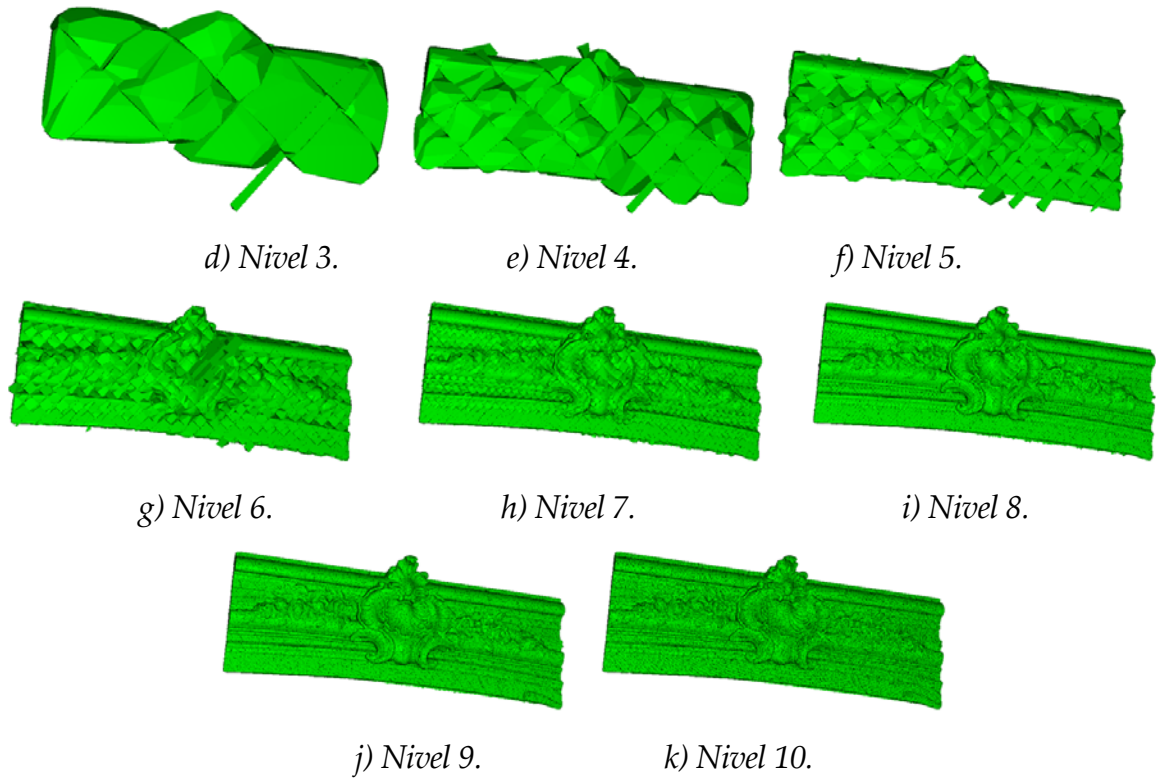 d) Nivel 3.
e) Nivel 4.
f) Nivel 5.
g) Nivel 6.
h) Nivel 7.
i) Nivel 8.
j) Nivel 9.
k) Nivel 10.